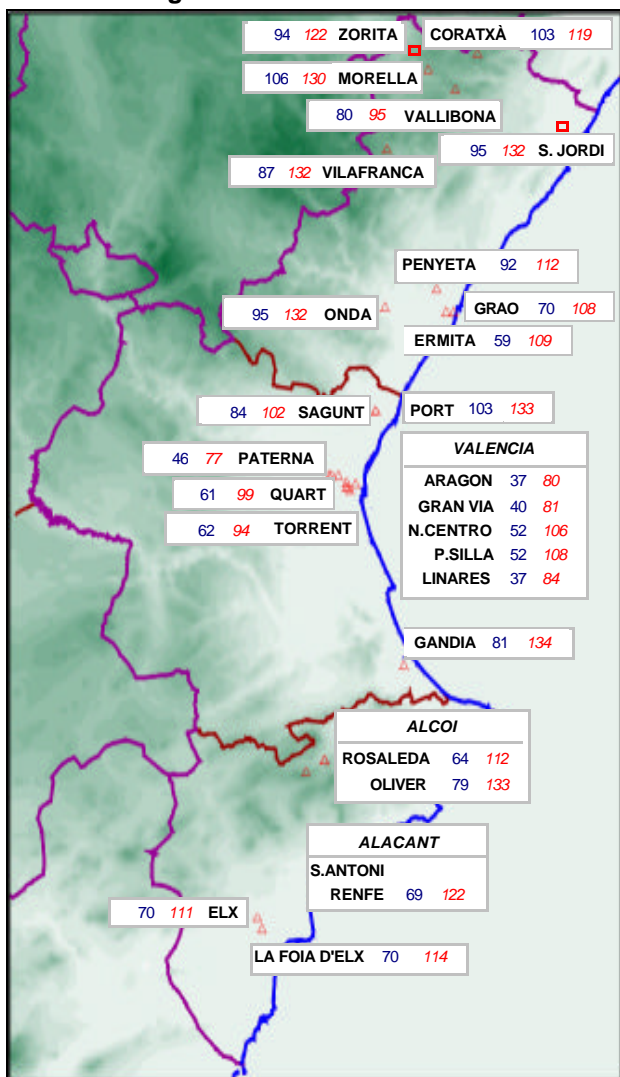 94 122 ZORITA
CORATXÀ 103 119
106 130 MORELLA
80 95 VALLIBONA
95 132 S. JORDI
87 132 VILAFRANCA
PENYETA 92 112
95 132 ONDA
GRAO 70 108
ERMITA 59 109
84 102 SAGUNT
PORT 103 133
46 77 PATERNA
61 99 QUART
62 94 TORRENT
VALENCIA
ARAGON 37 80
GRAN VIA 40 81
N.CENTRO 52 106
P.SILLA 52 108
LINARES 37 84
GANDIA 81 134
ALCOI
ROSALEDA 64 112
OLIVER 79 133
ALACANT
S.ANTONI
RENFE 69 122
70 111 ELX
LA FOIA D'ELX 70 114